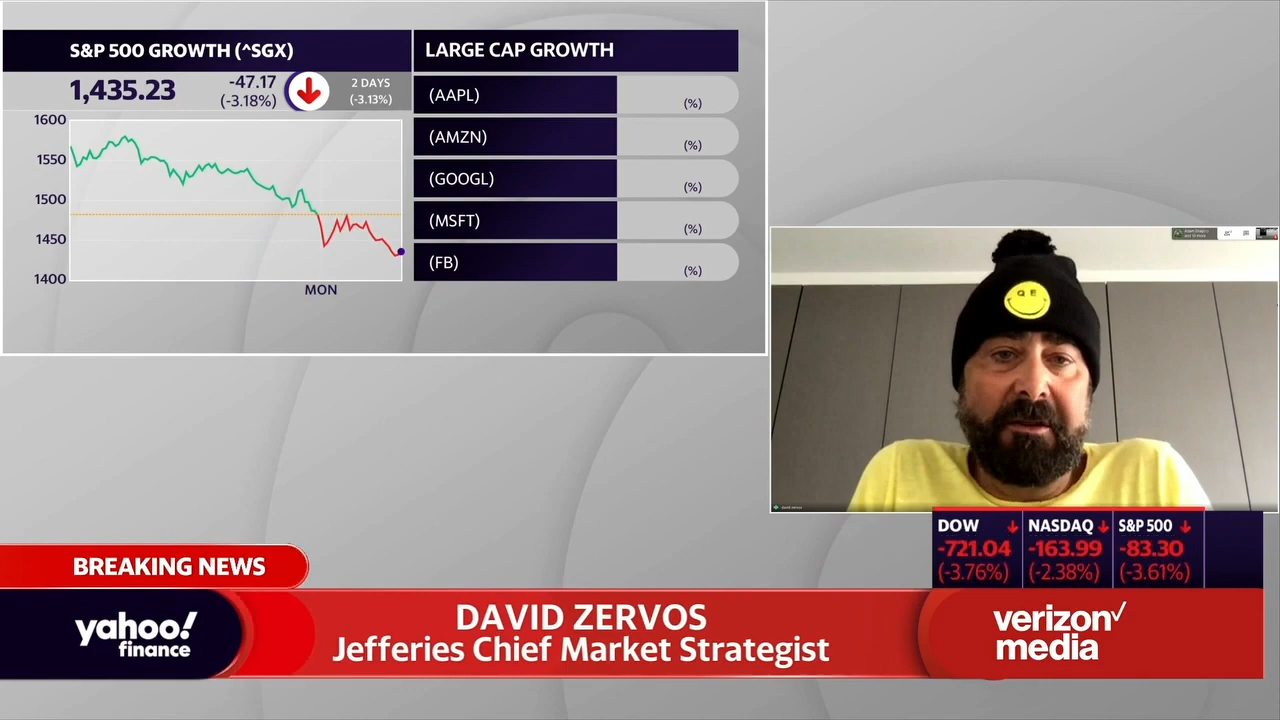 S&P 500 GROWTH (^SGX)
1,435.23
-47.17
(-3.18%)
2 DAYS
(-3.13%)
1600
1550
1500
1450
1400
MON
LARGE CAP GROWTH
(AAPL)
(%)
(AMZN)
(%)
(GOOGL)
(%)
(MSFT)
(%)
(FB)
(%)
Q E
DOW
-721.04
(-3.76%)
NASDAQ
-163.99
(-2.38%)
S&P 500
-83.30
(-3.61%)
BREAKING NEWS
yahoo!
finance
DAVID ZERVOS
Jefferies Chief Market Strategist
verizon✓
media